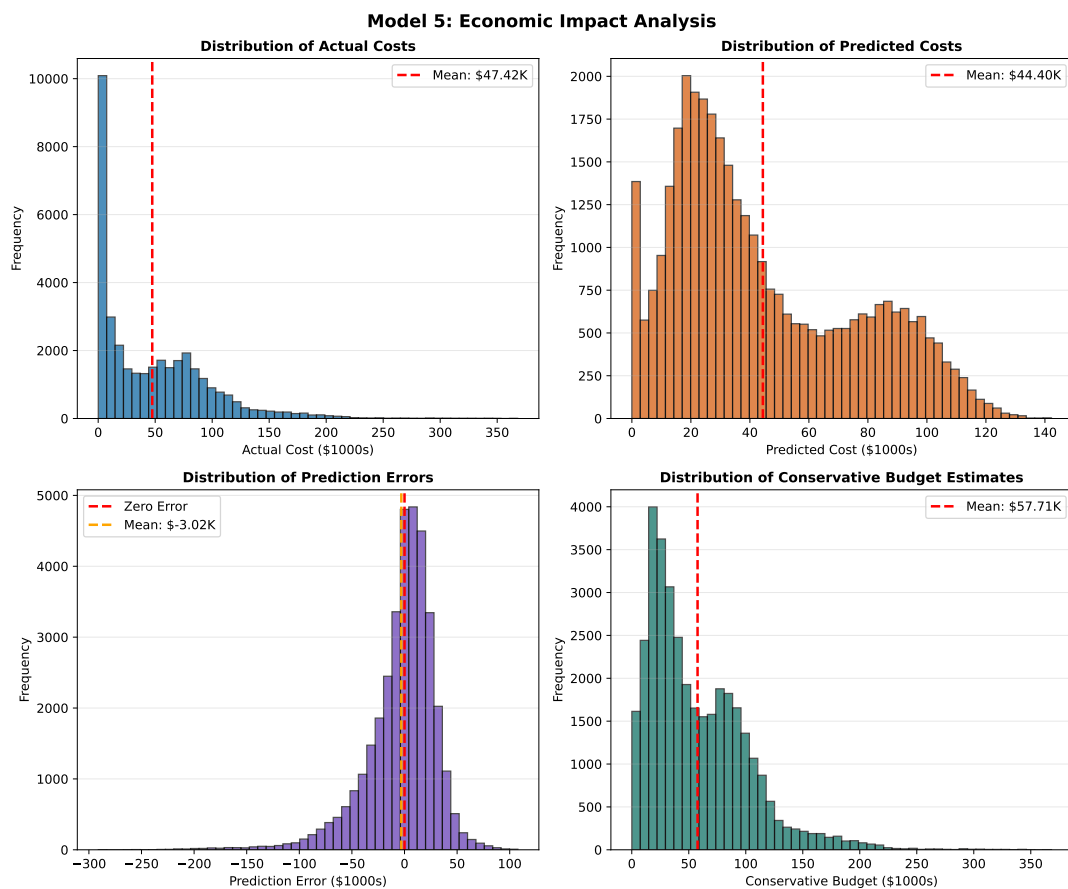 Model 5: Economic Impact Analysis
Distribution of Actual Costs
Mean: $47.42K
Frequency
10000
8000
6000
4000
2000
0
0 50 100 150 200 250 300 350
Actual Cost ($1000s)
Distribution of Predicted Costs
Mean: $44.40K
Frequency
2000
1750
1500
1250
1000
750
500
250
0
0 20 40 60 80 100 120 140
Predicted Cost ($1000s)
Distribution of Prediction Errors
Zero Error
Mean: $-3.02K
Frequency
5000
4000
3000
2000
1000
0
−300 −250 −200 −150 −100 −50 0 50 100
Prediction Error ($1000s)
Distribution of Conservative Budget Estimates
Mean: $57.71K
Frequency
4000
3500
3000
2500
2000
1500
1000
500
0
0 50 100 150 200 250 300 350
Conservative Budget ($1000s)